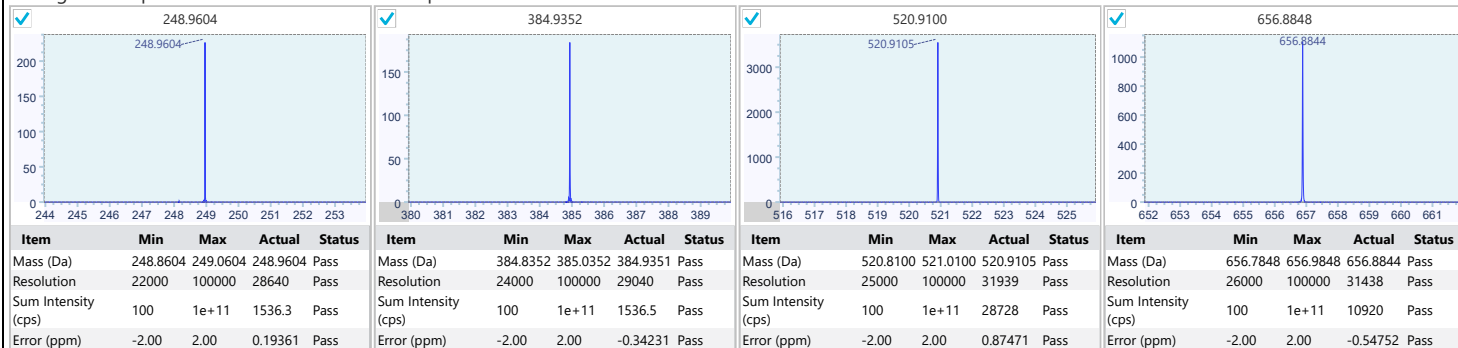 248.9604
384.9352
520.9100
656.8848
248.9604
520.9105
656.8844
200
150
100
50
0
150
100
50
0
3000
2000
1000
0
1000
800
600
400
200
0
244 245 246 247 248 249 250 251 252 253
380 381 382 383 384 385 386 387 388 389
516 517 518 519 520 521 522 523 524 525
652 653 654 655 656 657 658 659 660 661
Item Min Max Actual Status
Mass (Da) 248.8604 249.0604 248.9604 Pass
Resolution 22000 100000 28640 Pass
Sum Intensity (cps) 100 1e+11 1536.3 Pass
Error (ppm) -2.00 2.00 0.19361 Pass
Item Min Max Actual Status
Mass (Da) 384.8352 385.0352 384.9351 Pass
Resolution 24000 100000 29040 Pass
Sum Intensity (cps) 100 1e+11 1536.5 Pass
Error (ppm) -2.00 2.00 -0.34231 Pass
Item Min Max Actual Status
Mass (Da) 520.8100 521.0100 520.9105 Pass
Resolution 25000 100000 31939 Pass
Sum Intensity (cps) 100 1e+11 28728 Pass
Error (ppm) -2.00 2.00 0.87471 Pass
Item Min Max Actual Status
Mass (Da) 656.7848 656.9848 656.8844 Pass
Resolution 26000 100000 31438 Pass
Sum Intensity (cps) 100 1e+11 10920 Pass
Error (ppm) -2.00 2.00 -0.54752 Pass